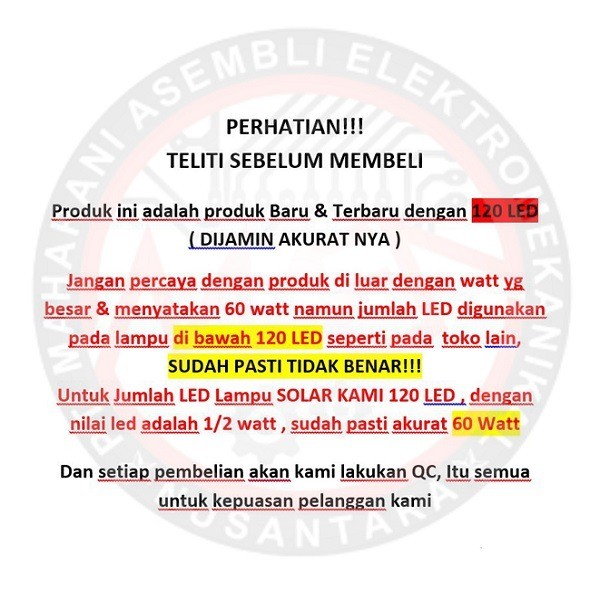 PERHATIAN!!!
TELITI SEBELUM MEMBELI
Produk ini adalah produk Baru & Terbaru dengan 120 LED
( DIJAMIN AKURAT NYA )
Jangan percaya dengan produk di luar dengan watt yg
besar & menyatakan 60 watt namun jumlah LED digunakan
pada lampu di bawah 120 LED seperti pada toko lain,
SUDAH PASTI TIDAK BENAR!!!
Untuk Jumlah LED Lampu SOLAR KAMI 120 LED , dengan
nilai led adalah 1/2 watt , sudah pasti akurat 60 Watt
Dan setiap pembelian akan kami lakukan QC, Itu semua
untuk kepuasan pelanggan kami
MAHANI ASEMBLI ELEKTROMEKANIKAL
NUSANTARA